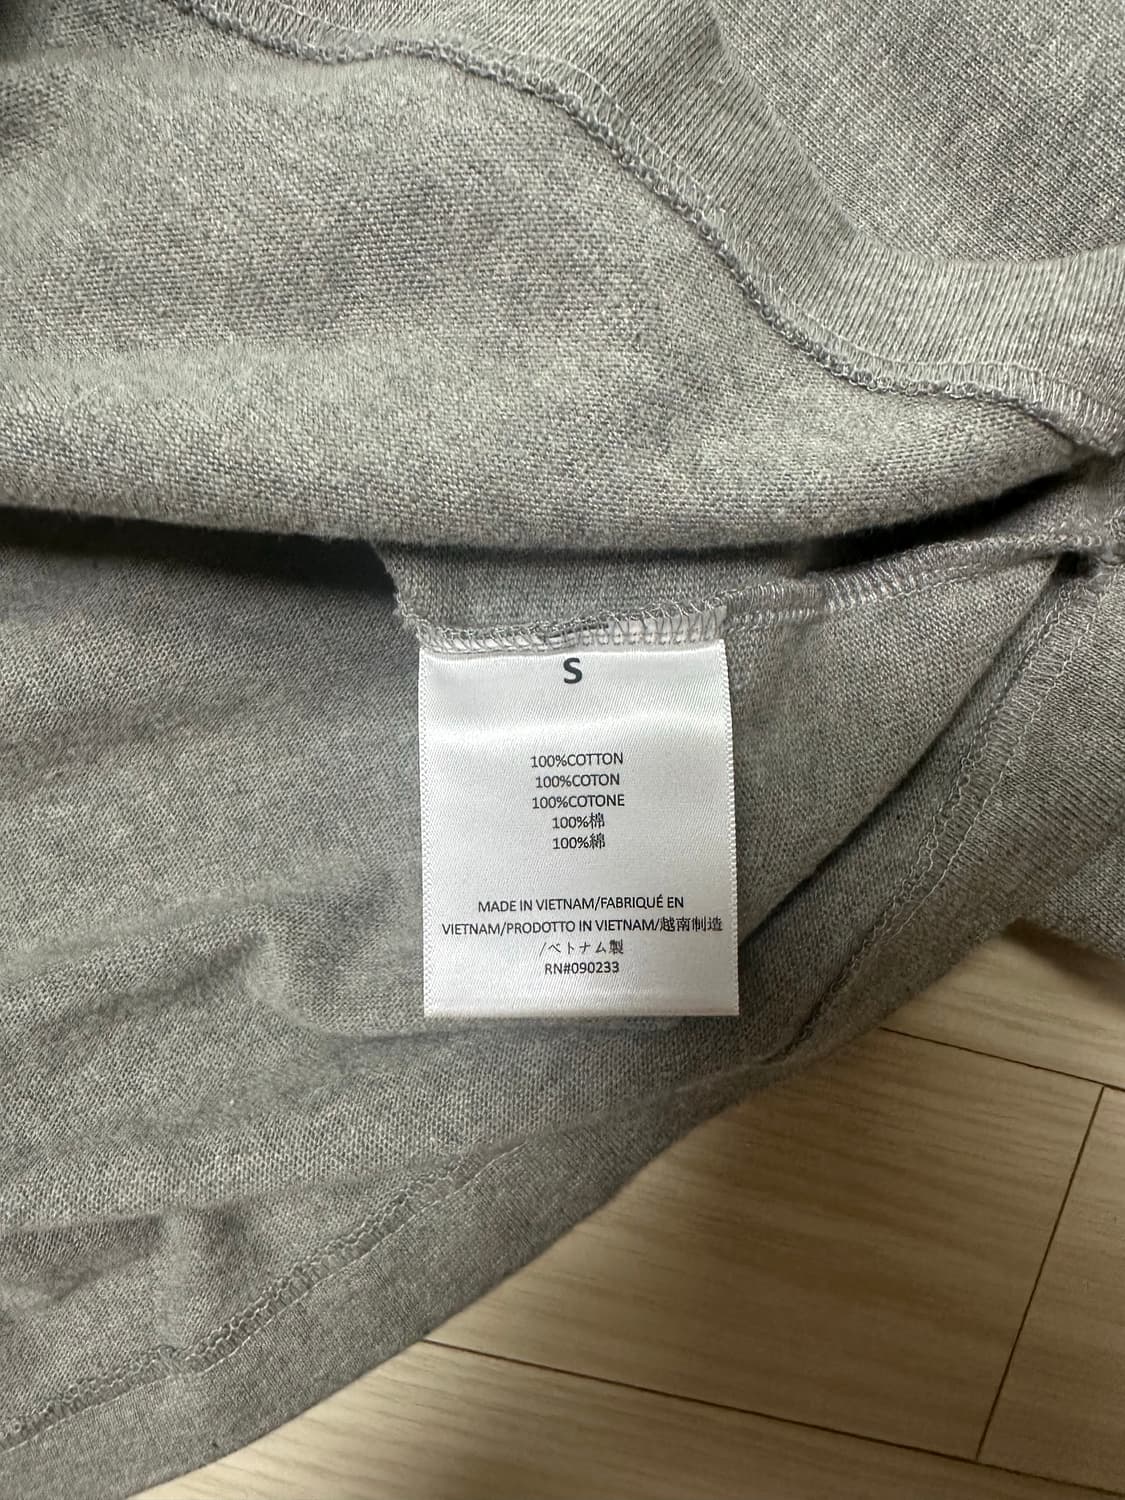 S
100%COTTON
100%COTON
100%COTONE
100%棉
100%綿
MADE IN VIETNAM/FABRIQUÉ EN
VIETNAM/PRODOTTO IN VIETNAM/越南制造
/ベトナム製
RN#090233